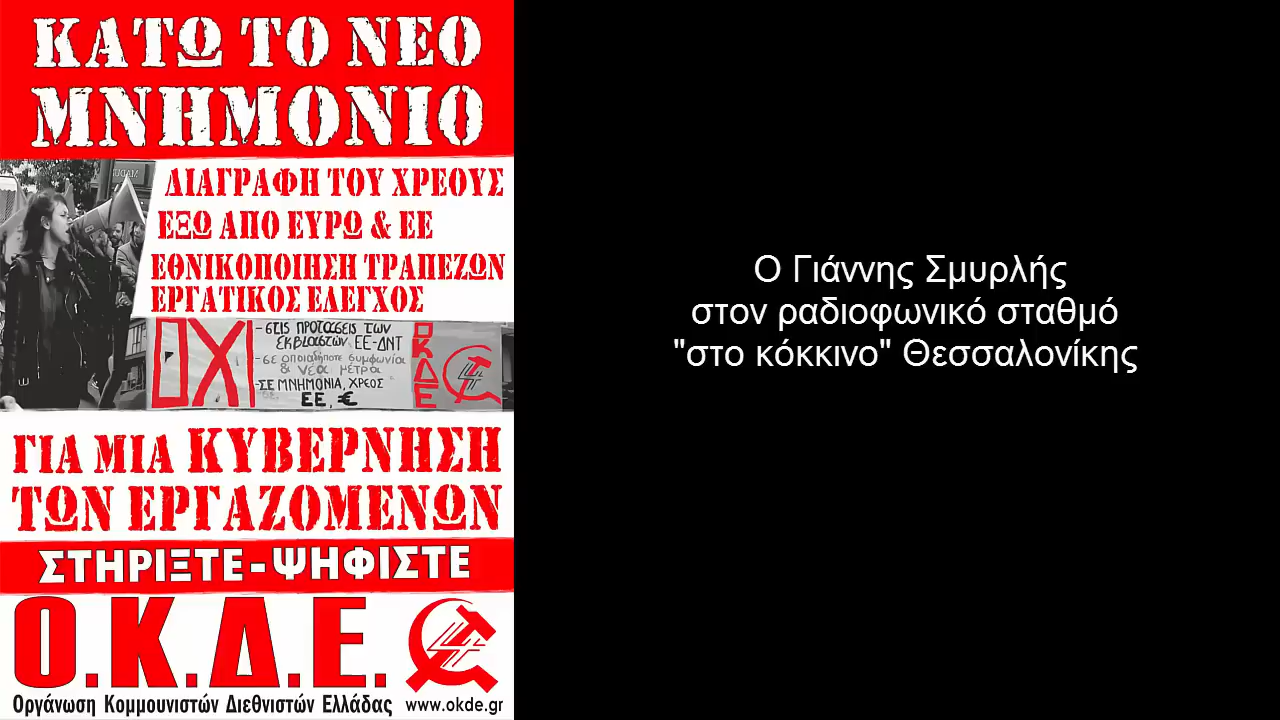 ΚΑΤΩ ΤΟ ΝΕΟ
ΜΝΗΜΟΝΙΟ
ΔΙΑΓΡΑΦΗ ΤΟΥ ΧΡΕΟΥΣ
ΕΞΩ ΑΠΟ ΕΥΡΩ & ΕΕ
ΕΘΝΙΚΟΠΟΙΗΣΗ ΤΡΑΠΕΖΩΝ
ΕΡΓΑΤΙΚΟΣ ΕΛΕΓΧΟΣ
ΟΧΙ
-στις προτάσεις των
εκβιαστών ΕΕ-ΔΝΤ
-σε οποιαδήποτε συμφωνία
& νέα μέτρα
-ΣΕ ΜΝΗΜΟΝΙΑ, ΧΡΕΟΣ
ΕΕ, €
ΟΚΔΕ
ΓΙΑ ΜΙΑ ΚΥΒΕΡΝΗΣΗ
ΤΩΝ ΕΡΓΑΖΟΜΕΝΩΝ
ΣΤΗΡΙΞΤΕ-ΨΗΦΙΣΤΕ
Ο.Κ.Δ.Ε.
Οργάνωση Κομμουνιστών Διεθνιστών Ελλάδας www.okde.gr
Ο Γιάννης Σμυρλής
στον ραδιοφωνικό σταθμό
"στο κόκκινο" Θεσσαλονίκης